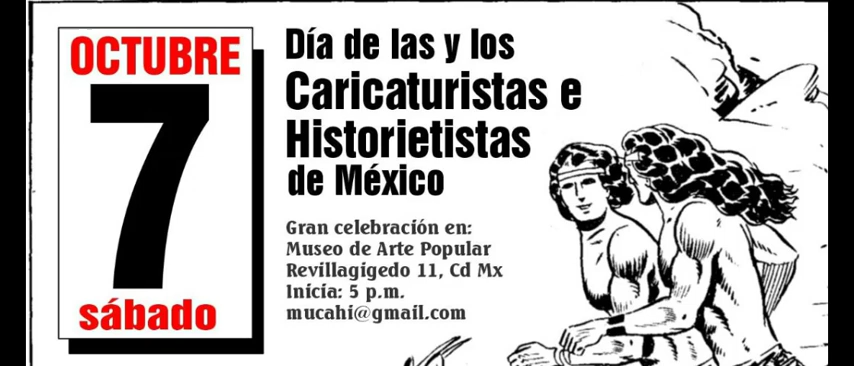 OCTUBRE
7
sábado
Día de las y los
Caricaturistas e
Historietistas
de México
Gran celebración en:
Museo de Arte Popular
Revillagigedo 11, Cd Mx
Inicia: 5 p.m.
mucahi@gmail.com